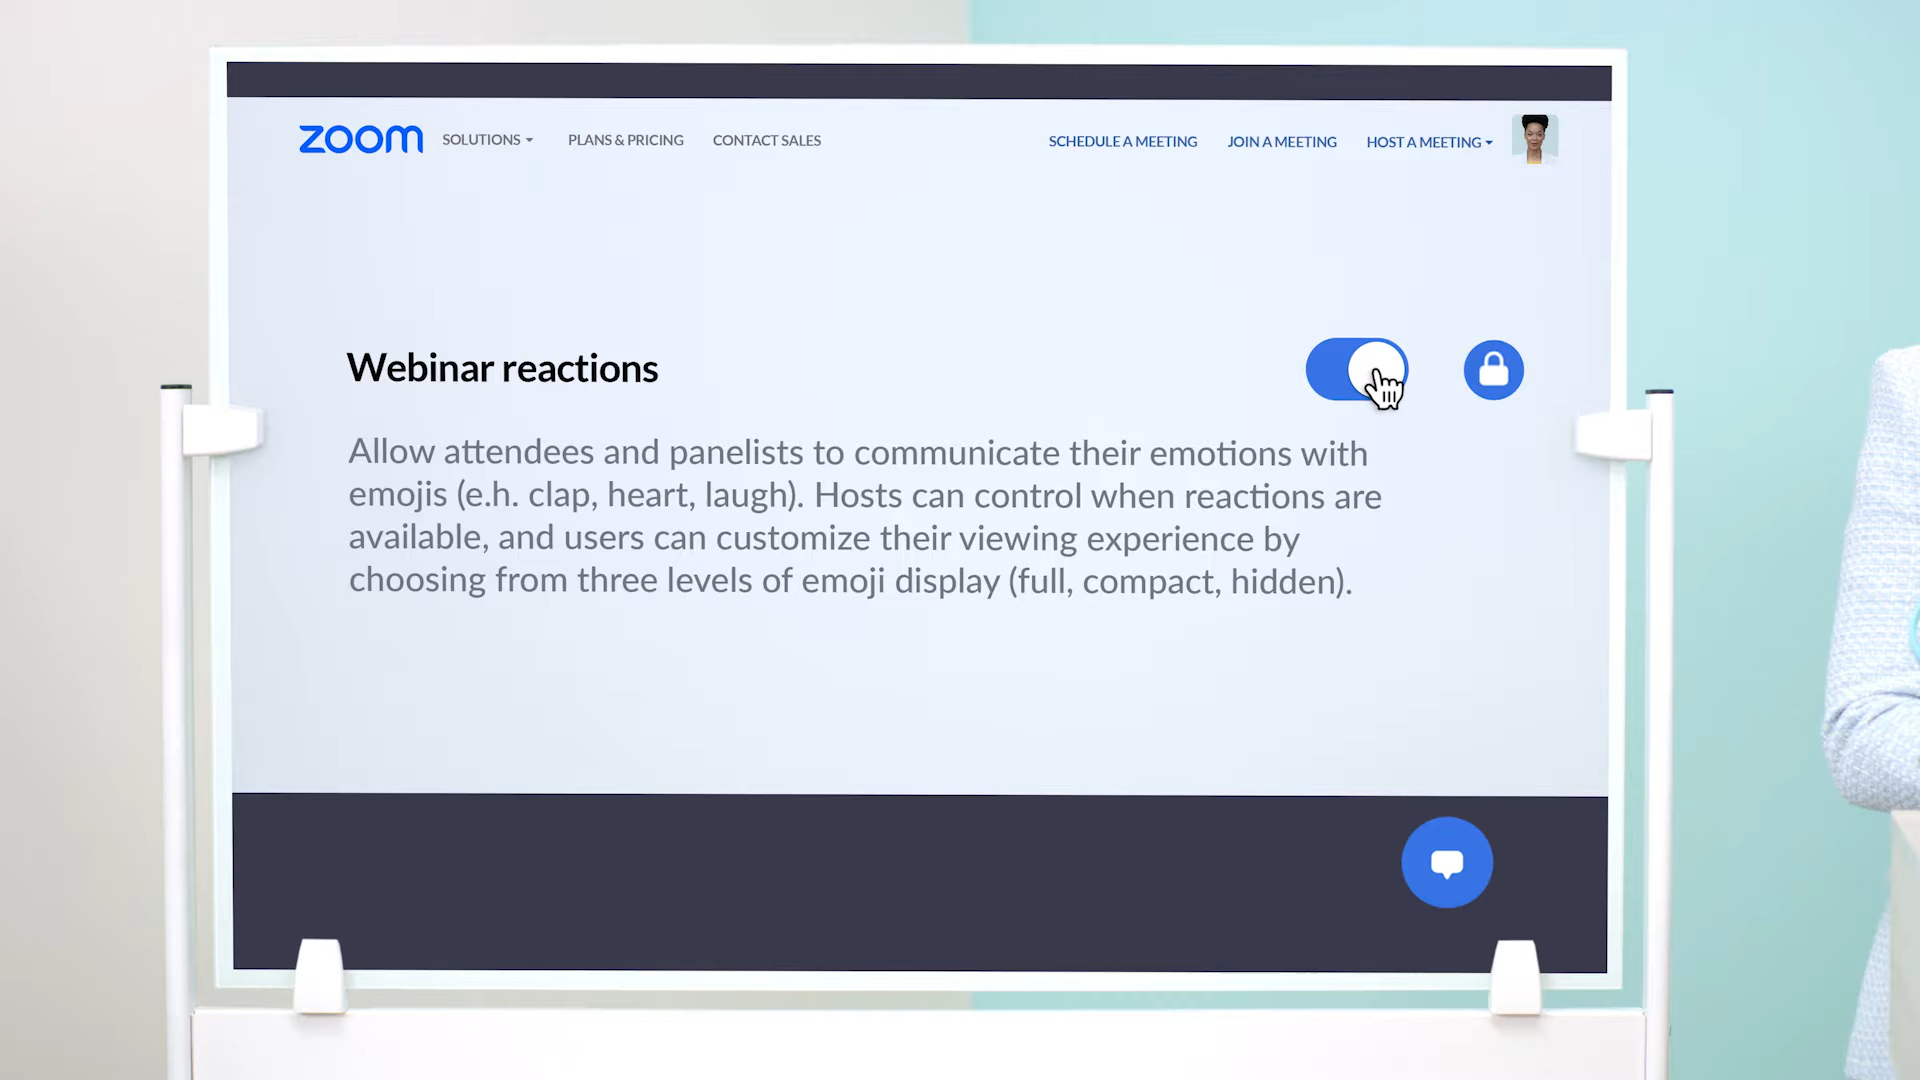 zoom SOLUTIONS PLANS & PRICING CONTACT SALES SCHEDULE A MEETING JOIN A MEETING HOST A MEETING
Webinar reactions
Allow attendees and panelists to communicate their emotions with
emojis (e.h. clap, heart, laugh). Hosts can control when reactions are
available, and users can customize their viewing experience by
choosing from three levels of emoji display (full, compact, hidden).